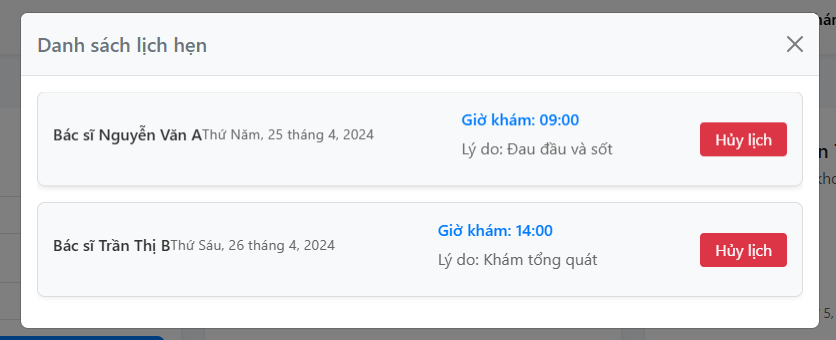 Danh sách lịch hẹn
Giờ khám: 09:00
Bác sĩ Nguyễn Văn AThứ Năm, 25 tháng 4, 2024
Hủy lịch
Lý do: Đau đầu và sốt
Giờ khám: 14:00
Bác sĩ Trần Thị BThứ Sáu, 26 tháng 4, 2024
Hủy lịch
Lý do: Khám tổng quát